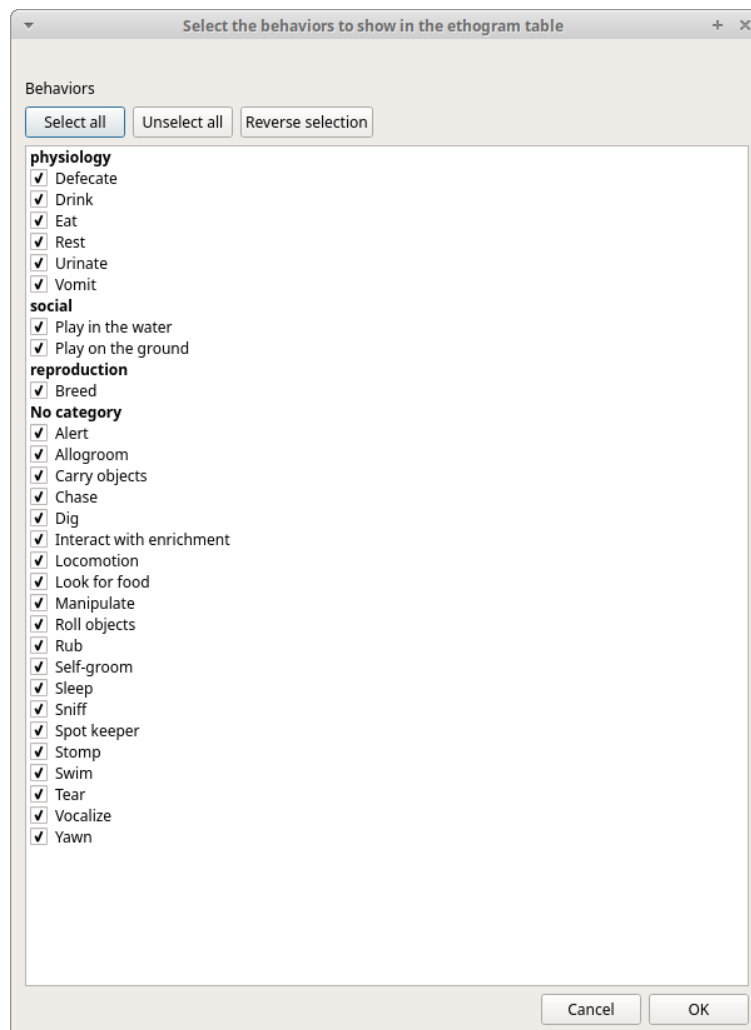 Select the behaviors to show in the ethogram table
Behaviors
Select all Unselect all Reverse selection
physiology
Defecate
Drink
Eat
Rest
Urinate
Vomit
social
Play in the water
Play on the ground
reproduction
Breed
No category
Alert
Allogroom
Carry objects
Chase
Dig
Interact with enrichment
Locomotion
Look for food
Manipulate
Roll objects
Rub
Self-groom
Sleep
Sniff
Spot keeper
Stomp
Swim
Tear
Vocalize
Yawn
Cancel OK